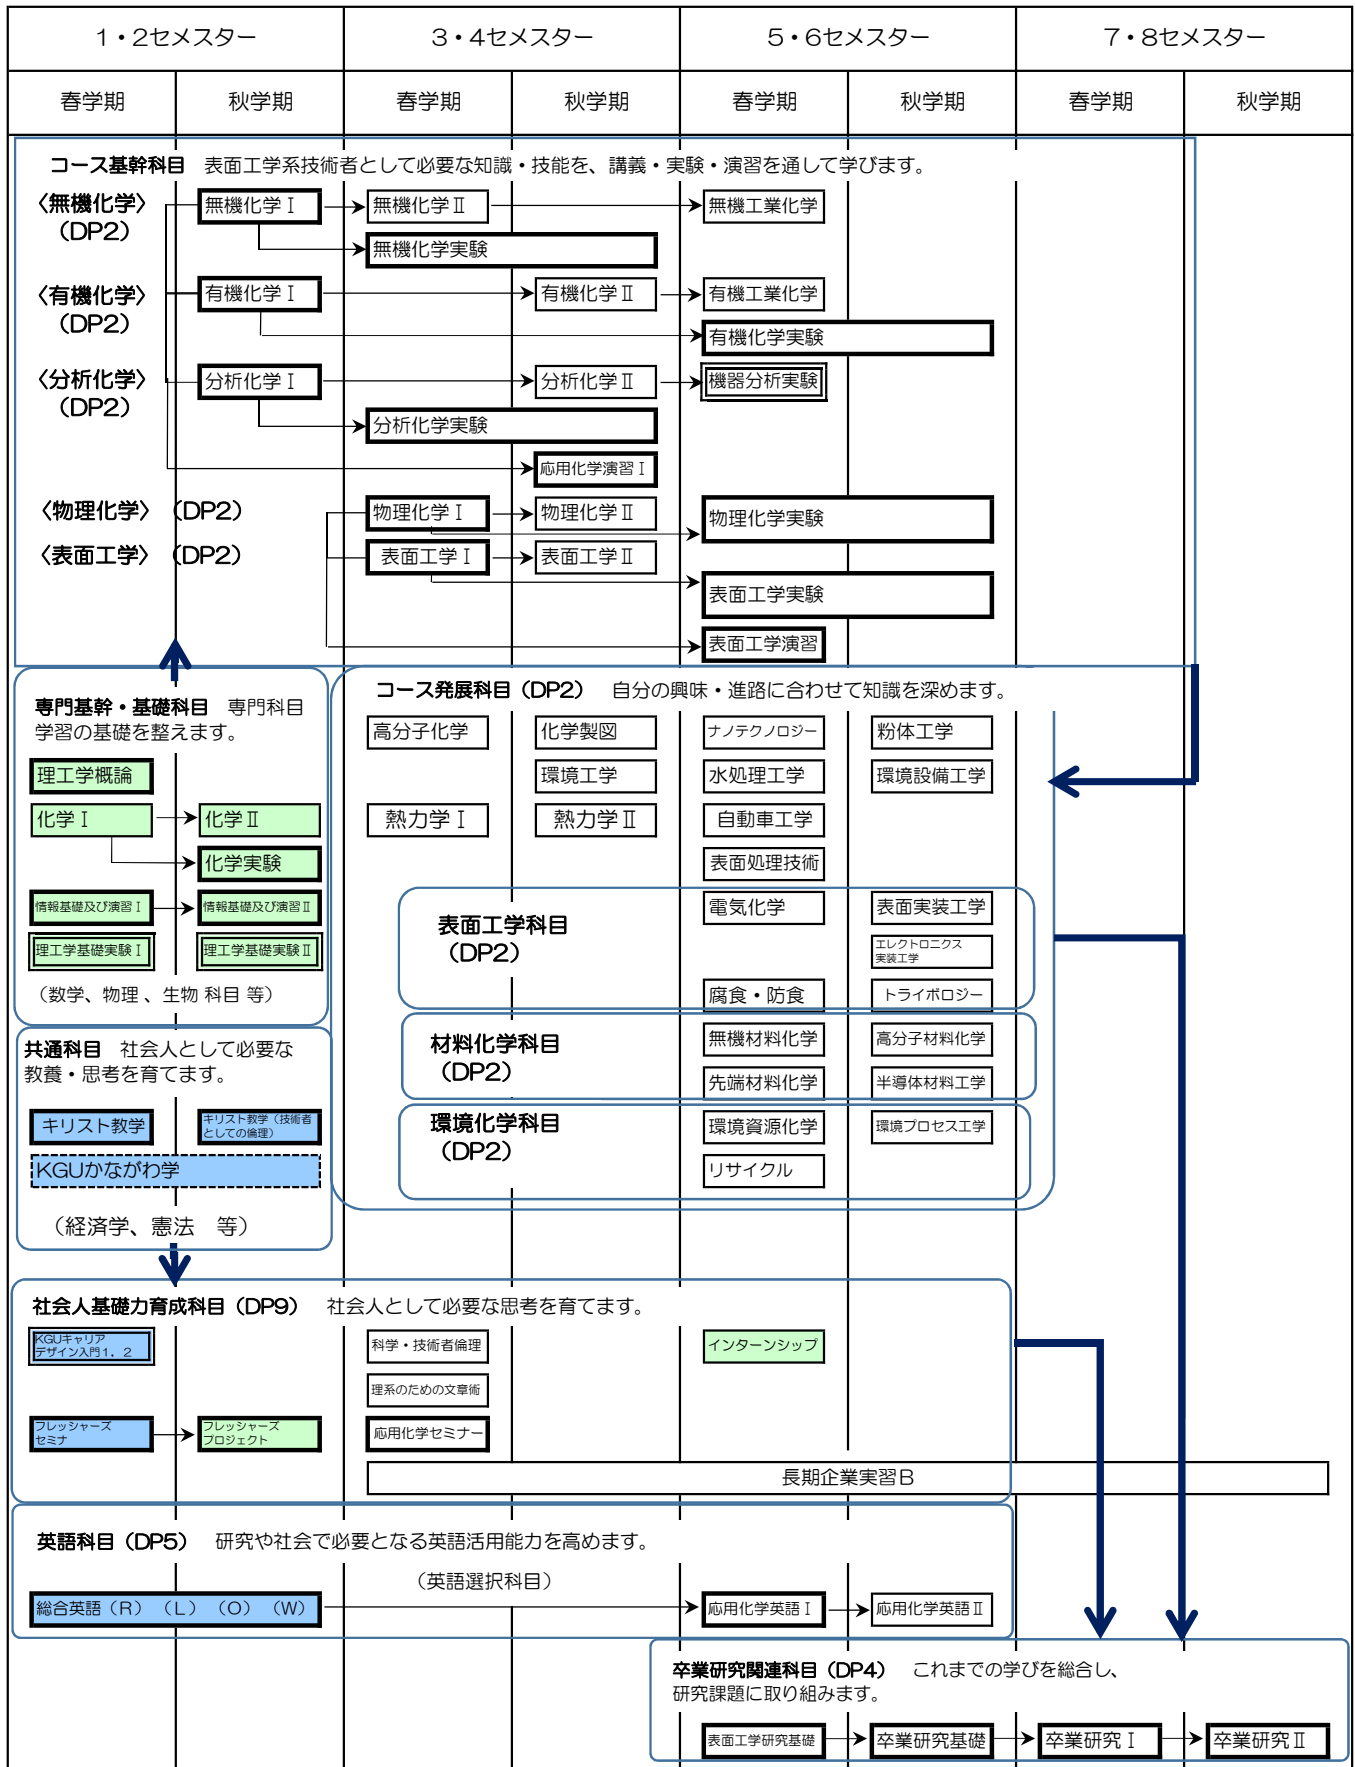 1・2セメスター 3・4セメスター 5・6セメスター 7・8セメスター
春学期 秋学期 春学期 秋学期 春学期 秋学期 春学期 秋学期
コース基幹科目 表面工学系技術者として必要な知識・技能を、講義・実験・演習を通して学びます。
〈無機化学〉
（DP2）
無機化学Ⅰ 無機化学Ⅱ 無機工業化学
無機化学実験
〈有機化学〉
（DP2）
有機化学Ⅰ 有機化学Ⅱ 有機工業化学
有機化学実験
〈分析化学〉
（DP2）
分析化学Ⅰ 分析化学Ⅱ 機器分析実験
分析化学実験
応用化学演習Ⅰ
〈物理化学〉（DP2） 物理化学Ⅰ 物理化学Ⅱ 物理化学実験
〈表面工学〉（DP2） 表面工学Ⅰ 表面工学Ⅱ
表面工学実験
表面工学演習
専門基幹・基礎科目 専門科目
学習の基礎を整えます。
理工学概論
化学Ⅰ 化学Ⅱ
化学実験
情報基礎及び演習Ⅰ 情報基礎及び演習Ⅱ
理工学基礎実験Ⅰ 理工学基礎実験Ⅱ
（数学、物理 、生物 科目 等）
コース発展科目（DP2） 自分の興味・進路に合わせて知識を深めます。
高分子化学 化学製図 ナノテクノロジー 粉体工学
環境工学 水処理工学 環境設備工学
熱力学Ⅰ 熱力学Ⅱ 自動車工学
表面処理技術
表面工学科目
（DP2）
電気化学 表面実装工学
エレクトロニクス
実装工学
腐食・防食 トライボロジー
材料化学科目
（DP2）
無機材料化学 高分子材料化学
先端材料化学 半導体材料工学
環境化学科目
（DP2）
環境資源化学 環境プロセス工学
リサイクル
共通科目 社会人として必要な
教養・思考を育てます。
キリスト教学 キリスト教学（技術者
としての倫理）
KGUかながわ学
（経済学、憲法 等）
社会人基礎力育成科目（DP9） 社会人として必要な思考を育てます。
KGUキャリア
デザイン入門1．2
科学・技術者倫理 インターンシップ
理系のための文章術
フレッシャーズ
セミナ
フレッシャーズ
プロジェクト
応用化学セミナー
長期企業実習B
英語科目（DP5） 研究や社会で必要となる英語活用能力を高めます。
（英語選択科目）
総合英語（R）（L）（O）（W） 応用化学英語Ⅰ 応用化学英語Ⅱ
卒業研究関連科目（DP4） これまでの学びを総合し、
研究課題に取り組みます。
表面工学研究基礎 卒業研究基礎 卒業研究Ⅰ 卒業研究Ⅱ